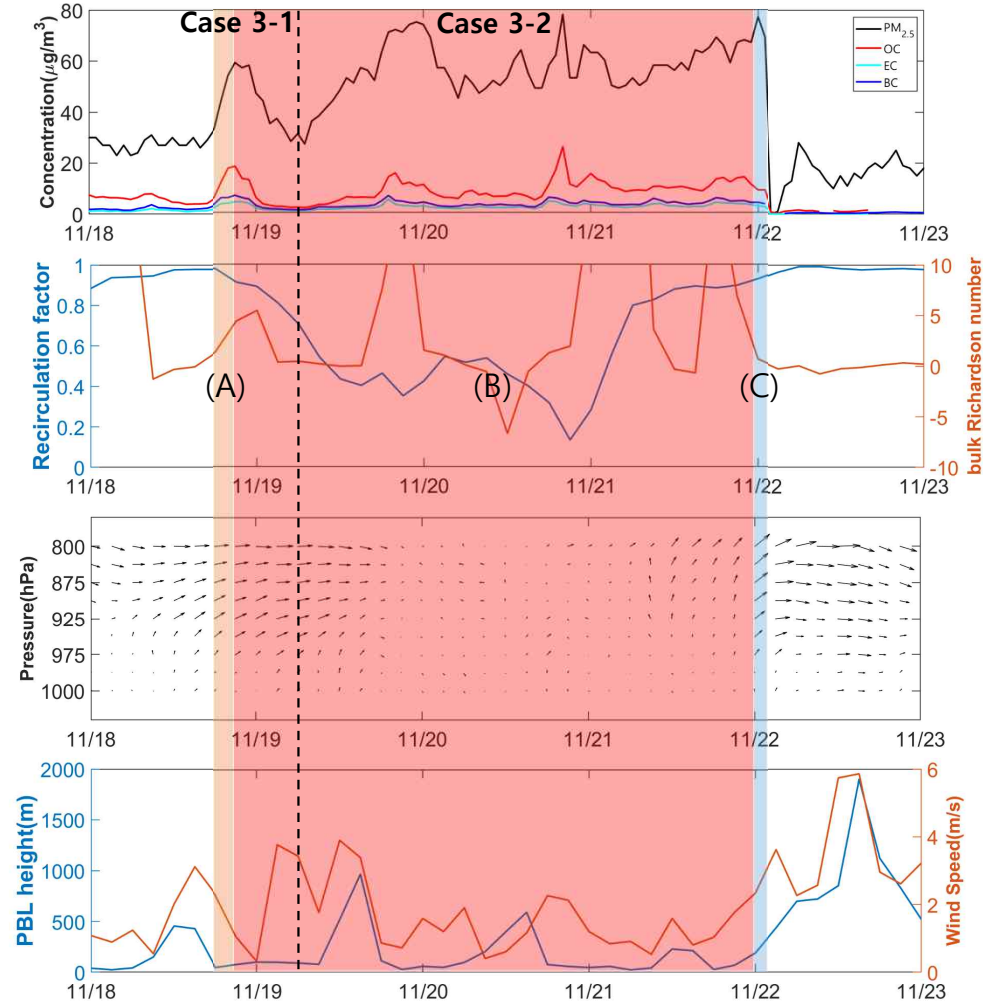 Case 3-1 Case 3-2
Concentration(μg/m³)
80
60
40
20
0
PM2.5
OC
EC
BC
11/18 11/19 11/20 11/21 11/22 11/23
Recirculation factor
1
0.8
0.6
0.4
0.2
0
(A) (B) (C)
10
5
0
-5
-10
bulk Richardson number
11/18 11/19 11/20 11/21 11/22 11/23
Pressure(hPa)
800
875
925
975
1000
11/18 11/19 11/20 11/21 11/22 11/23
PBL height(m)
2000
1500
1000
500
0
6
4
2
0
Wind Speed(m/s)
11/18 11/19 11/20 11/21 11/22 11/23